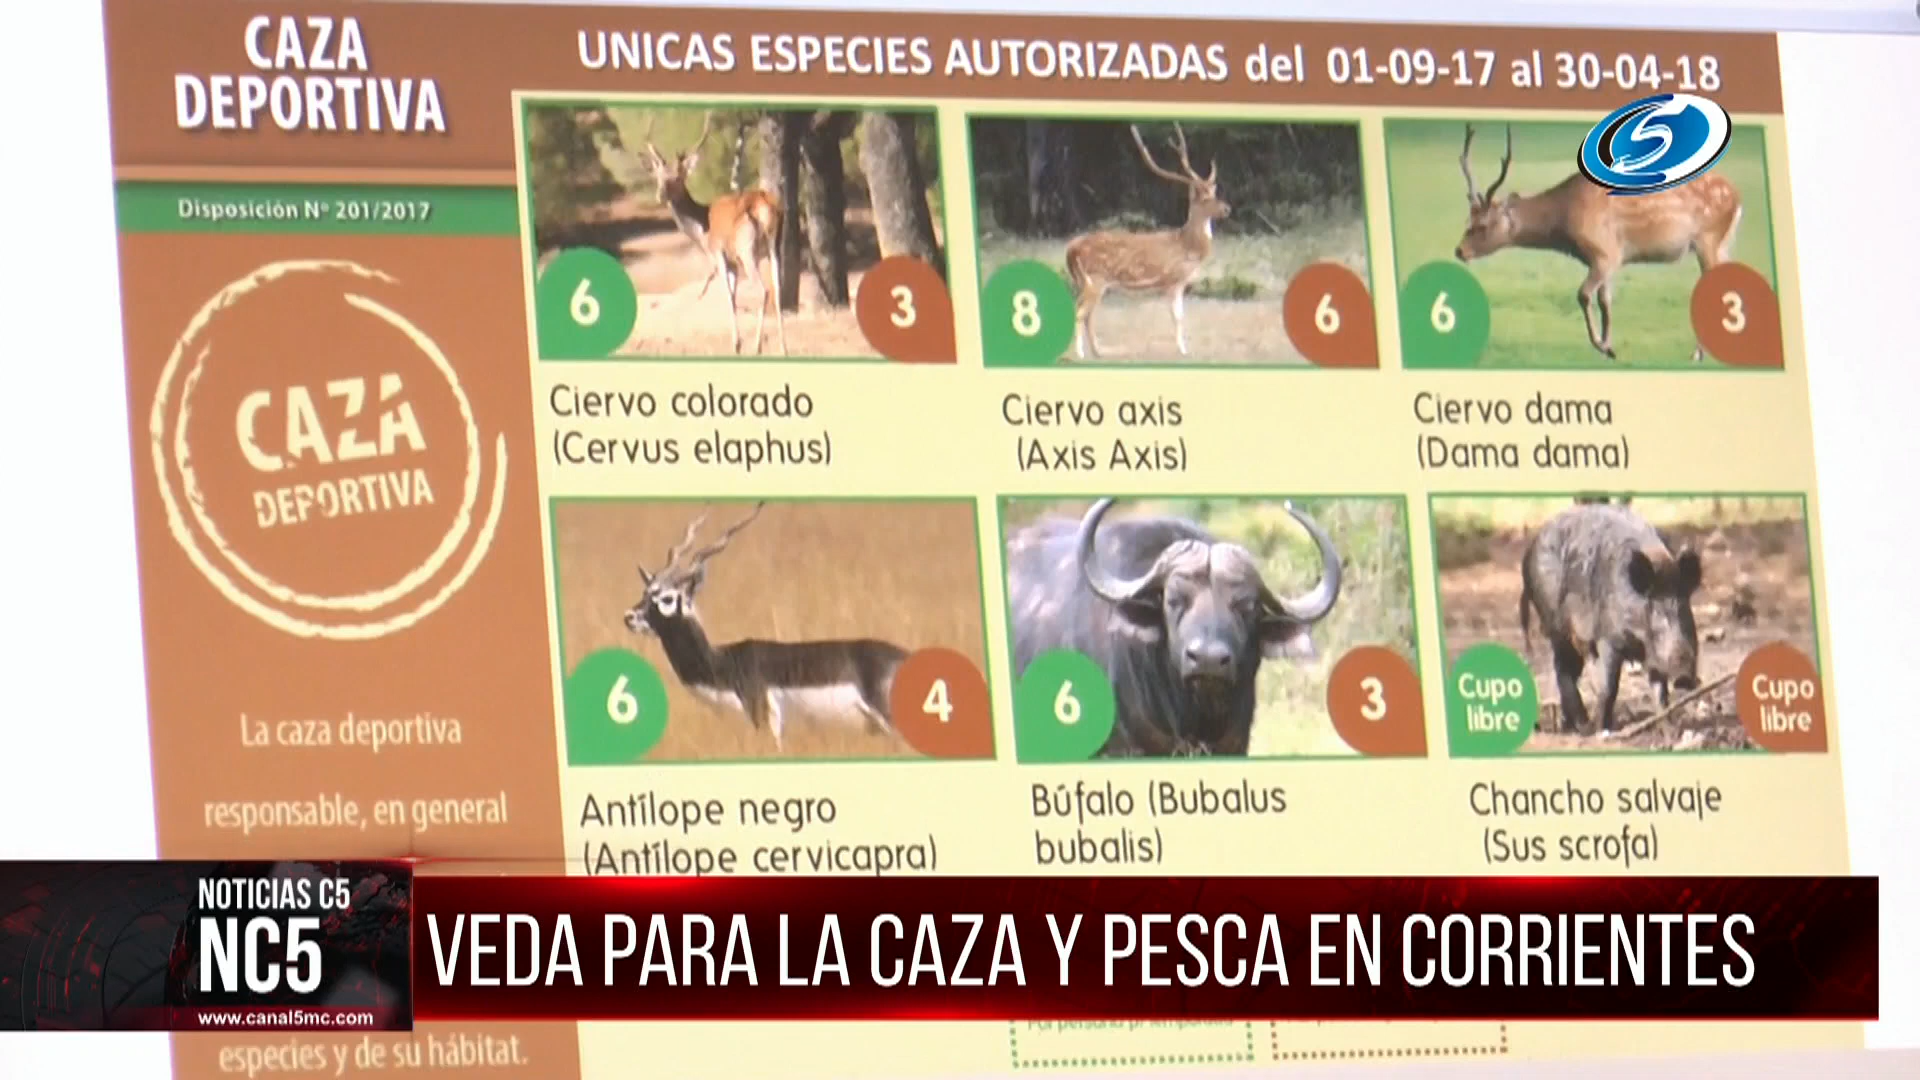 CAZA
DEPORTIVA
UNICAS ESPECIES AUTORIZADAS del 01-09-17 al 30-04-18
5
Disposición Nº 201/2017
CAZA
DEPORTIVA
6
3
8
6
6
3
Ciervo colorado
(Cervus elaphus)
Ciervo axis
(Axis Axis)
Ciervo dama
(Dama dama)
6
4
6
3
Cupo
libre
Cupo
libre
Antílope negro
(Antílope cervicapra)
Búfalo (Bubalus
bubalis)
Chancho salvaje
(Sus scrofa)
La caza deportiva
responsable, en general
NOTICIAS C5
NC5
www.canal5mc.com
VEDA PARA LA CAZA Y PESCA EN CORRIENTES
especies y de su hábitat.